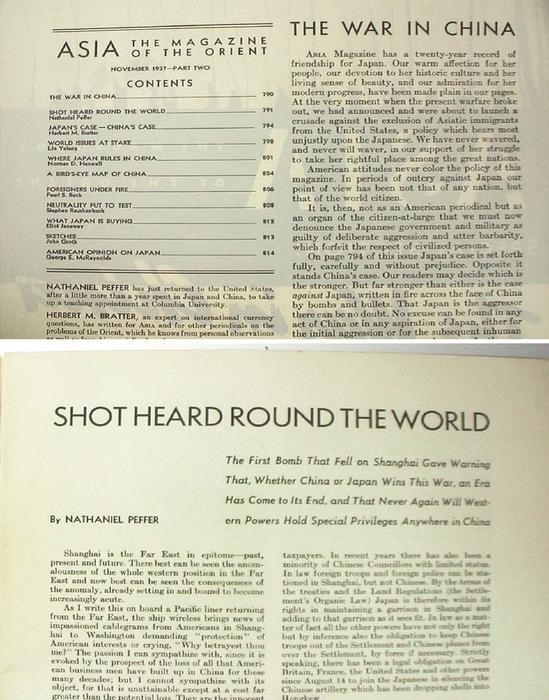 ASIA THE MAGAZINE
OF THE ORIENT
NOVEMBER 1937—PART TWO
CONTENTS
THE WAR IN CHINA 790
SHOT HEARD ROUND THE WORLD 791
Nathaniel Peffer
JAPAN'S CASE—CHINA'S CASE 794
Herbert M. Bratter
WORLD ISSUES AT STAKE 798
Lin Yutang
WHERE JAPAN RULES IN CHINA 801
Norman D. Hanwell
A BIRD'S-EYE MAP OF CHINA 804
FOREIGNERS UNDER FIRE 806
Pearl S. Buck
NEUTRALITY PUT TO TEST 808
Stephen Raushenbush
WHAT JAPAN IS BUYING 812
Eliot Janeway
SKETCHES 813
John Groth
AMERICAN OPINION ON JAPAN 814
George E. McReynolds
NATHANIEL PEFFER has just returned to the United States,
after a little more than a year spent in Japan and China, to take
up a teaching appointment at Columbia University.
HERBERT M. BRATTER, an expert on international currency
questions, has written for ASIA and for other periodicals on the
problems of the Orient, which he knows from personal observations
THE WAR IN CHINA
ASIA Magazine has a twenty-year record of
friendship for Japan. Our warm affection for her
people, our devotion to her historic culture and her
living sense of beauty, and our admiration for her
modern progress, have been made plain in our pages.
At the very moment when the present warfare broke
out, we had announced and were about to launch a
crusade against the exclusion of Asiatic immigrants
from the United States, a policy which bears most
unjustly upon the Japanese. We have never wavered,
and never will waver, in our support of her struggle
to take her rightful place among the great nations.
American attitudes never color the policy of this
magazine. In periods of outcry against Japan our
point of view has been not that of any nation, but
that of the world citizen.
It is, then, not as an American periodical but as
an organ of the citizen-at-large that we must now
denounce the Japanese government and military as
guilty of deliberate aggression and utter barbarity,
which forfeit the respect of civilized persons.
On page 794 of this issue Japan's case is set forth
fully, carefully and without prejudice. Opposite it
stands China's case. Our readers may decide which is
the stronger. But far stronger than either is the case
against Japan, written in fire across the face of China
by bombs and bullets. That Japan is the aggressor
there can be no doubt. No excuse can be found in any
act of China or in any aspiration of Japan, either for
the initial aggression or for the subsequent inhuman
SHOT HEARD ROUND THE WORLD
The First Bomb That Fell on Shanghai Gave Warning
That, Whether China or Japan Wins This War, an Era
Has Come to Its End, and That Never Again Will West-
ern Powers Hold Special Privileges Anywhere in China
By NATHANIEL PEFFER
Shanghai is the Far East in epitome—past,
present and future. There best can be seen the anom-
alousness of the whole western position in the Far
East and now best can be seen the consequences of
the anomaly, already setting in and bound to become
increasingly acute.
As I write this on board a Pacific liner returning
from the Far East, the ship wireless brings news of
impassioned cablegrams from Americans in Shang-
hai to Washington demanding "protection" of
American interests or crying, "Why betrayest thou
me?" The passion I can sympathize with, since it is
evoked by the prospect of the loss of all that Ameri-
can business men have built up in China for these
many decades; but I cannot sympathize with its
object, for that is unattainable except at a cost far
greater than the potential loss. They are the innocent
taxpayers. In recent years there has also been a
minority of Chinese Councillors with limited status.
In law foreign troops and foreign police can be sta-
tioned in Shanghai, but not Chinese. By the terms of
the treaties and the Land Regulations (the Settle-
ment's Organic Law) Japan is therefore within its
rights in maintaining a garrison in Shanghai and
adding to that garrison as it sees fit. In law as a mat-
ter of fact all the other powers have not only the right
but by inference also the obligation to keep Chinese
troops out of the Settlement and Chinese planes from
over the Settlement, by force if necessary. Strictly
speaking, there has been a legal obligation on Great
Britain, France, the United States and other powers
since August 14 to join the Japanese in silencing the
Chinese artillery which has been dropping shells into
Hongkew